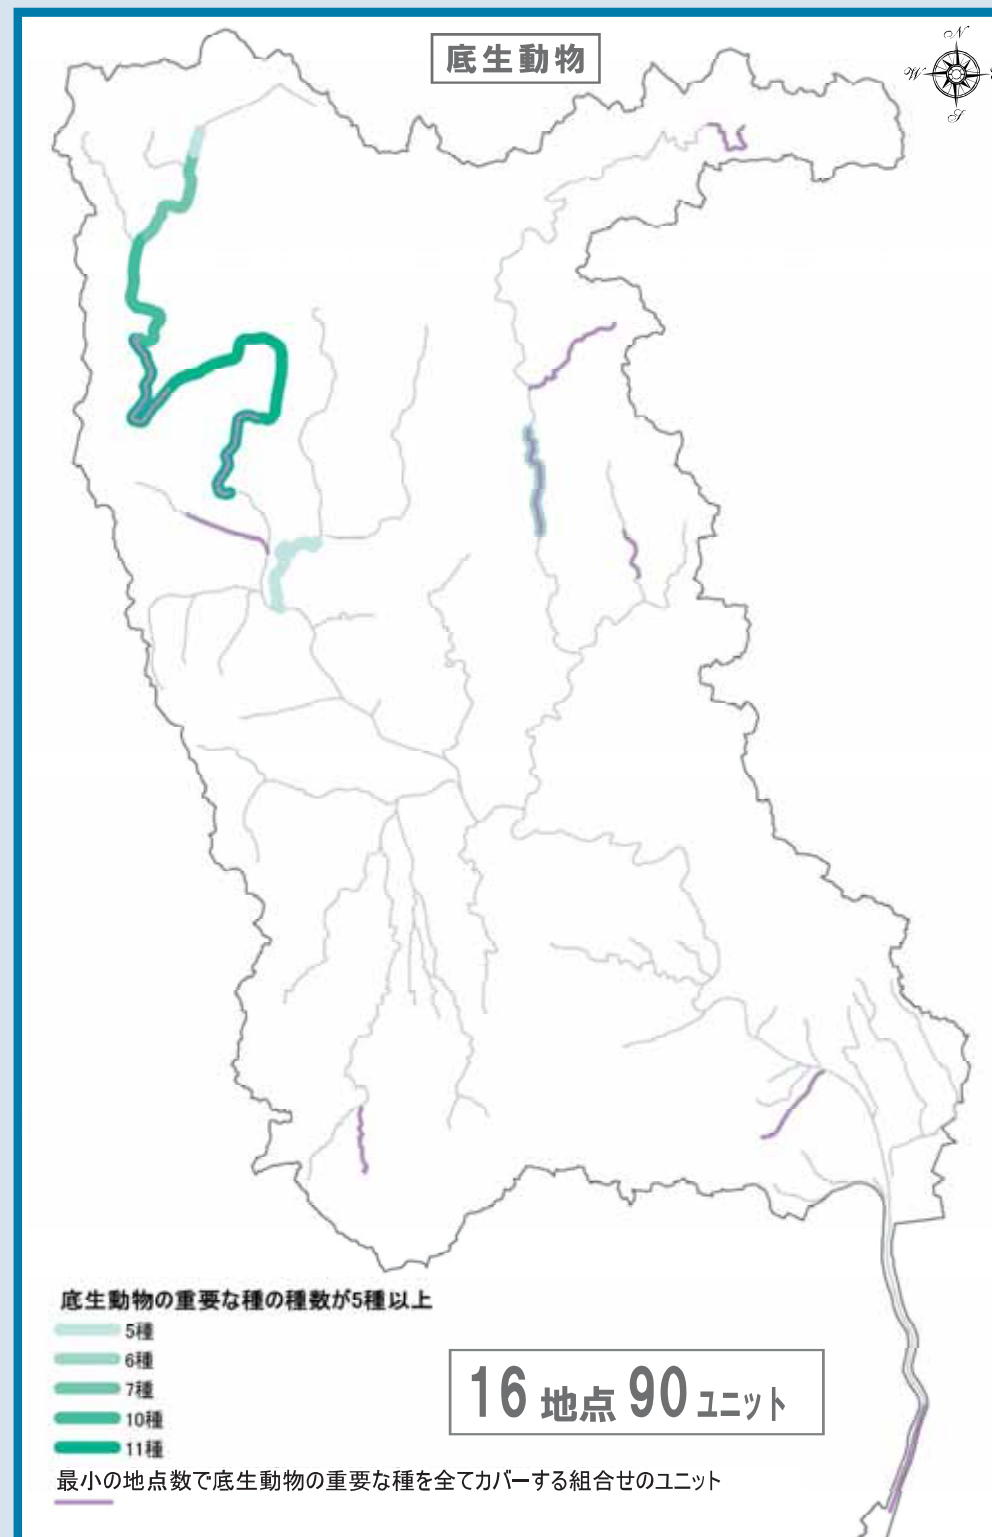 底生動物
N
W
S
底生動物の重要な種の種数が5種以上
5種
6種
7種
10種
11種
16 地点 90 ユニット
最小の地点数で底生動物の重要な種を全てカバーする組合せのユニット